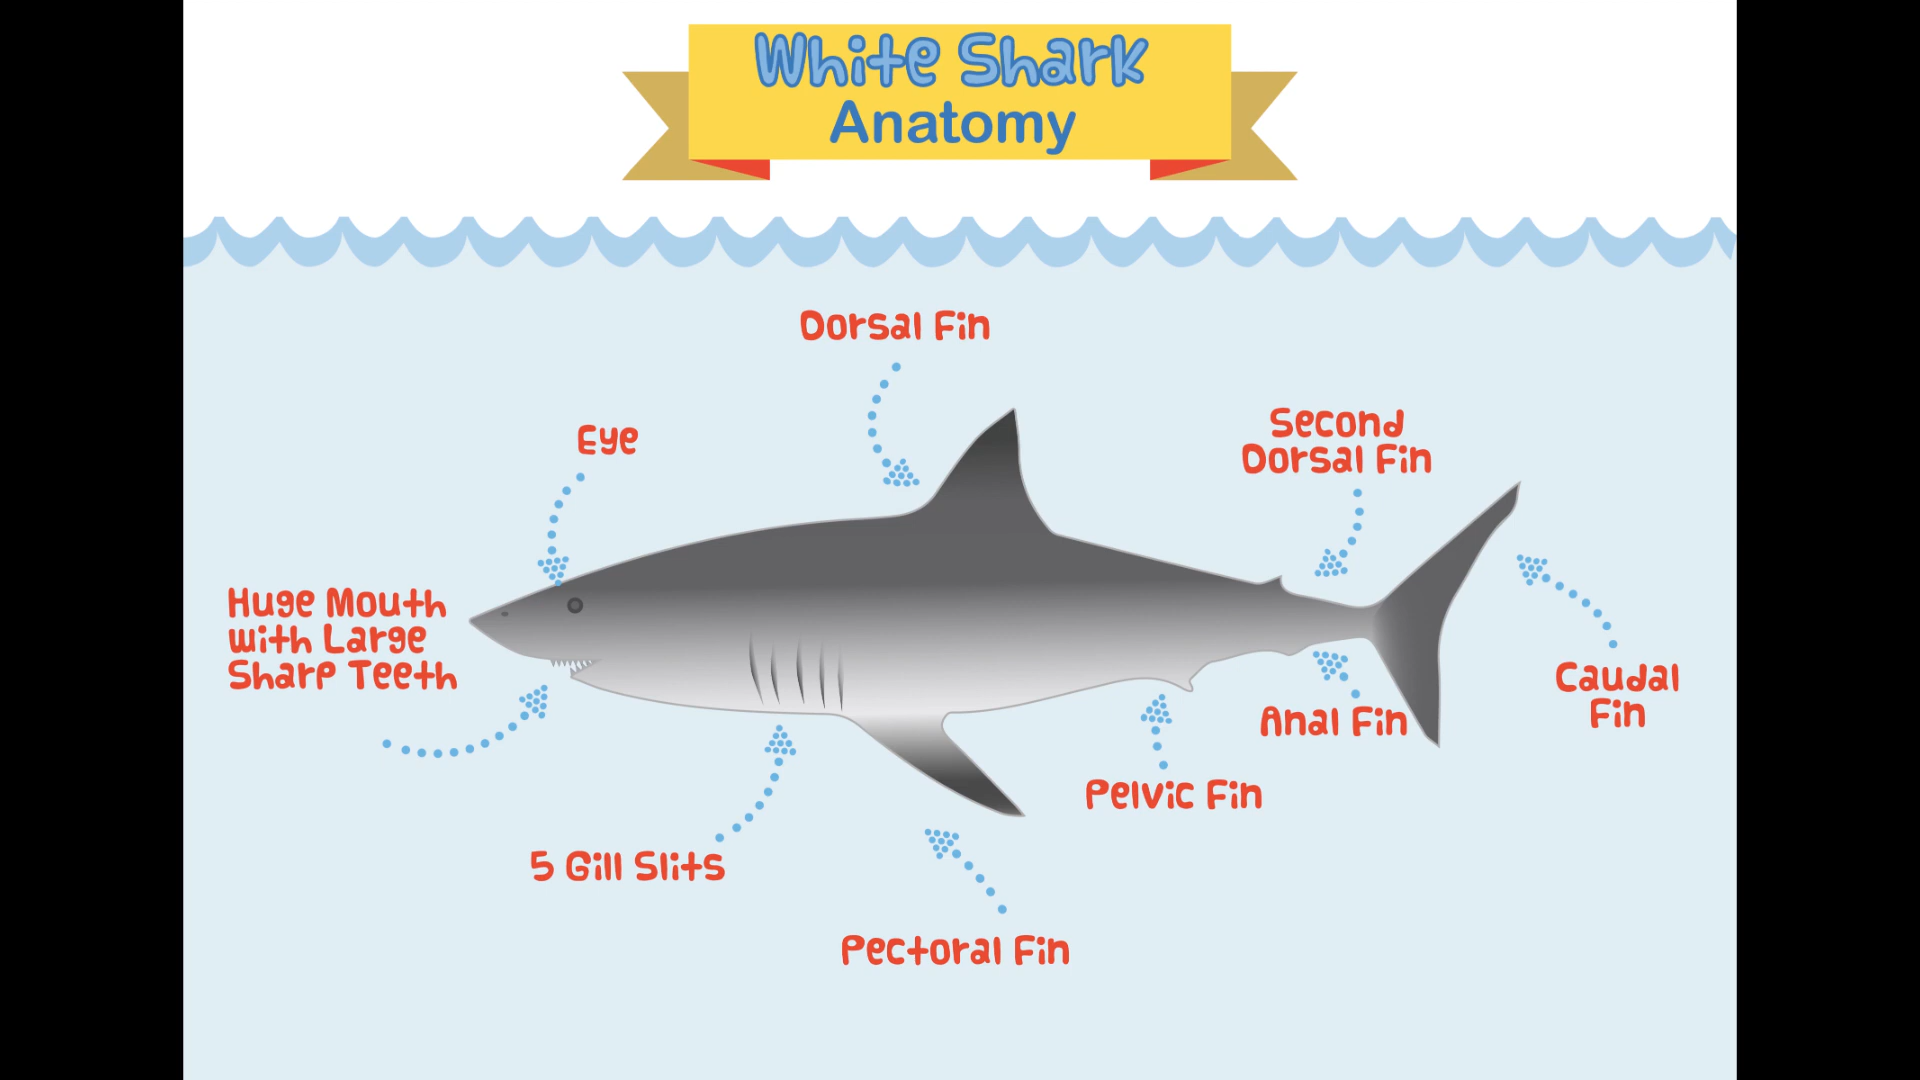 White Shark
Anatomy
Dorsal Fin
Eye
Second
Dorsal Fin
Huge Mouth
with Large
Sharp Teeth
Caudal
Fin
Anal Fin
Pelvic Fin
5 Gill Slits
Pectoral Fin